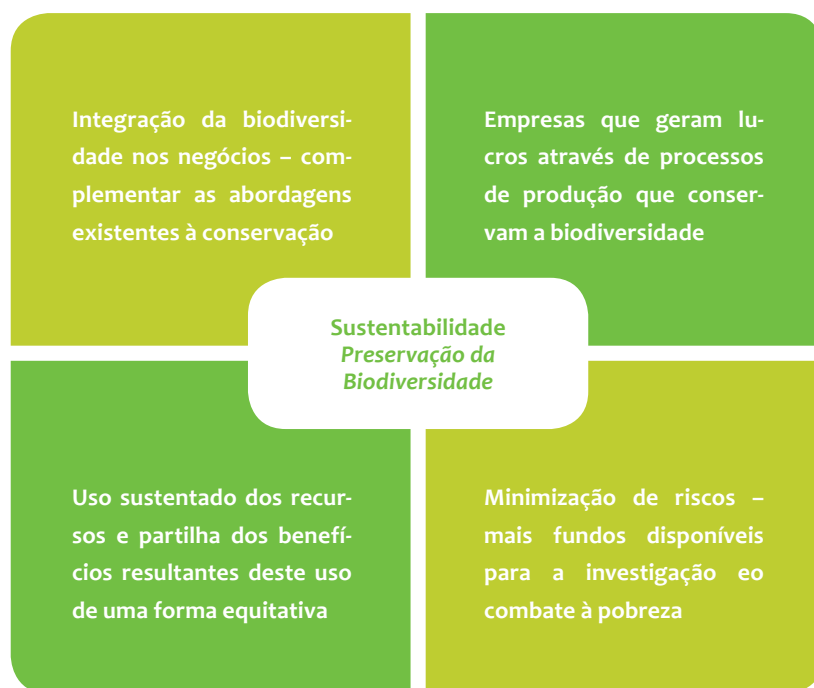 Integração da biodiversi-
dade nos negócios – com-
plementar as abordagens
existentes à conservação
Empresas que geram lu-
cros através de processos
de produção que conser-
vam a biodiversidade
Sustentabilidade
Preservação da
Biodiversidade
Uso sustentado dos recur-
sos e partilha dos benefí-
cios resultantes deste uso
de uma forma equitativa
Minimização de riscos –
mais fundos disponíveis
para a investigação eo
combate à pobreza